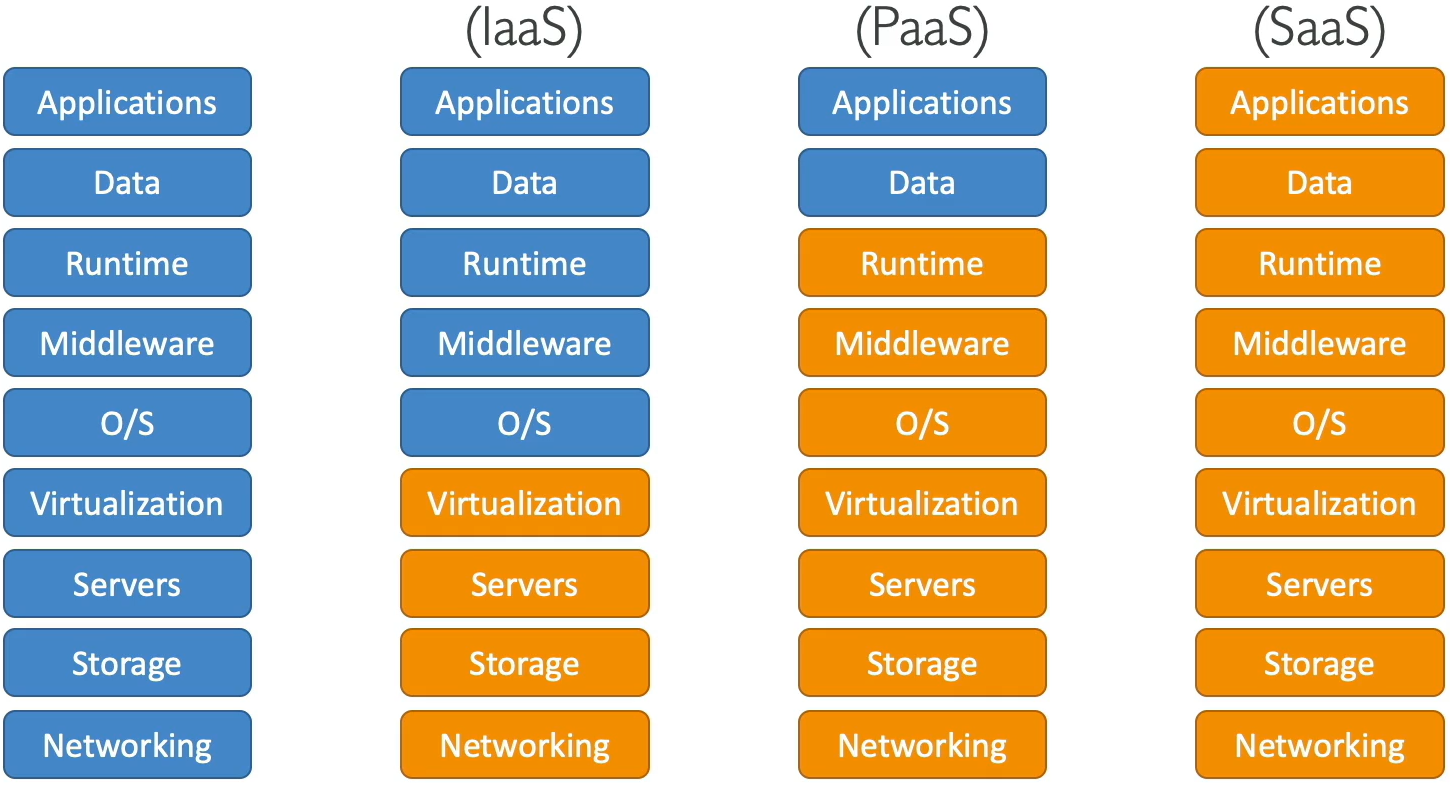 (IaaS) (PaaS) (SaaS)
Applications Applications Applications Applications
Data Data Data Data
Runtime Runtime Runtime Runtime
Middleware Middleware Middleware Middleware
O/S O/S O/S O/S
Virtualization Virtualization Virtualization Virtualization
Servers Servers Servers Servers
Storage Storage Storage Storage
Networking Networking Networking Networking